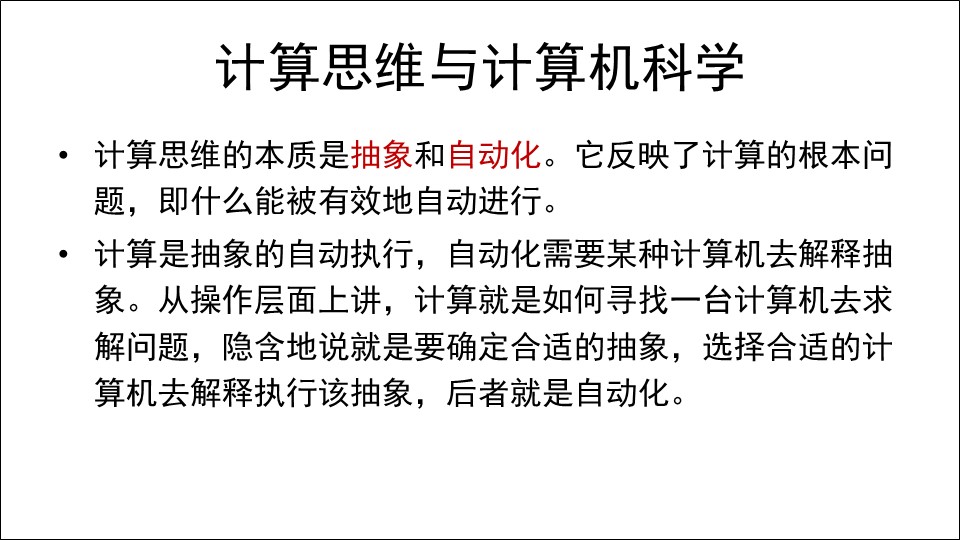 计算思维与计算机科学
• 计算思维的本质是抽象和自动化。它反映了计算的根本问
题，即什么能被有效地自动进行。
• 计算是抽象的自动执行，自动化需要某种计算机去解释抽
象。从操作层面上讲，计算就是如何寻找一台计算机去求
解问题，隐含地说就是要确定合适的抽象，选择合适的计
算机去解释执行该抽象，后者就是自动化。